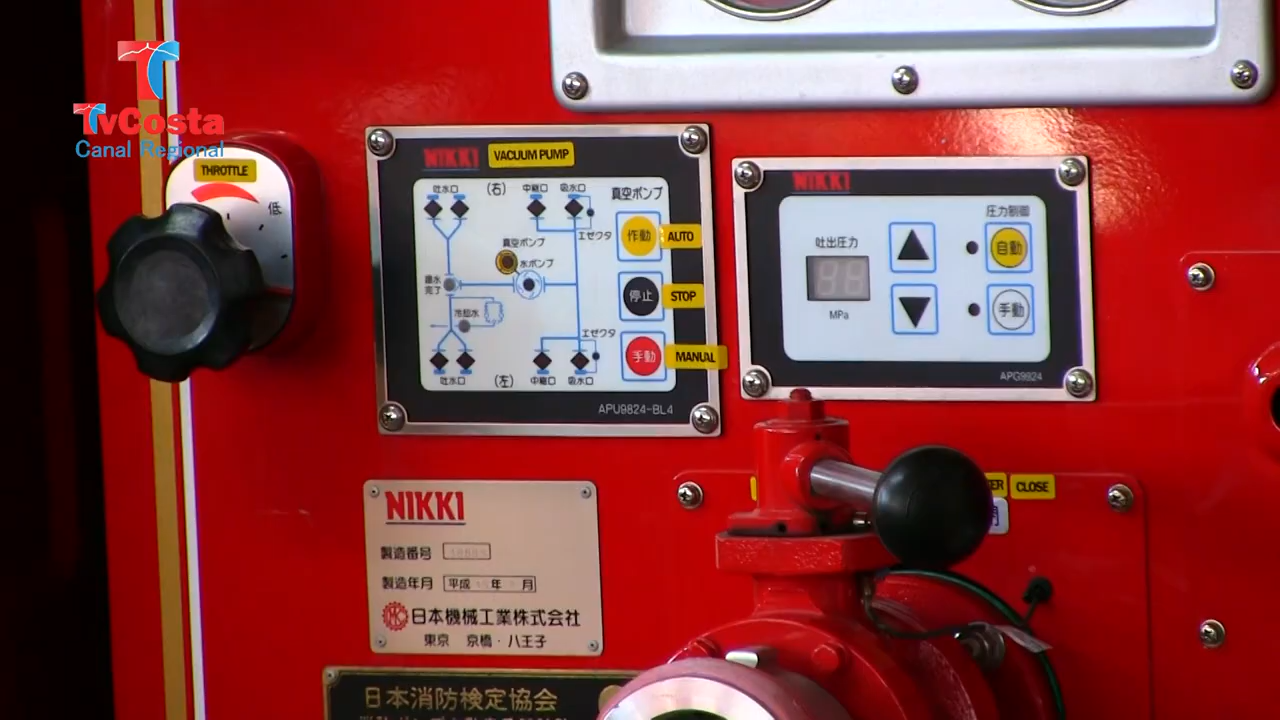 TvCosta
Canal Regional
THROTTLE
低
NIKKI
VACUUM PUMP
吐水口
(右)
中継口
吸水口
真空ポンプ
エゼクタ
作動
AUTO
真空ポンプ
水ポンプ
完了
停止
STOP
冷却水
エゼクタ
手動
MANUAL
吐水口
(左)
中継口
吸水口
APU9824-BL4
NIKKI
圧力制御
吐出圧力
自動
手動
MPa
APG9824
CLOSE
NIKKI
製造番号
製造年月 平成 年 月
日本機械工業株式会社
東京 京橋・八王子
日本消防検定協会